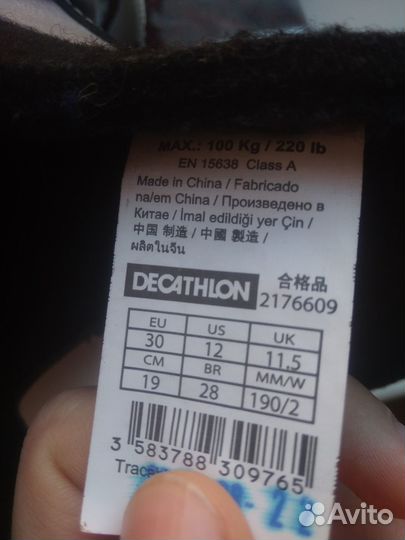 MAX.: 100 Kg / 220 lb
EN 15638 Class A
Made in China / Fabricado
na/em China / Произведено в
Китае / İmal edildiği yer Çin /
中国 制造 / 中國 製造 /
ผลิตในจีน
DECATHLON 合格品
2176609
EU US UK
30 12 11.5
CM BR MM/W
19 28 190/2
3 583788 309765
Avito